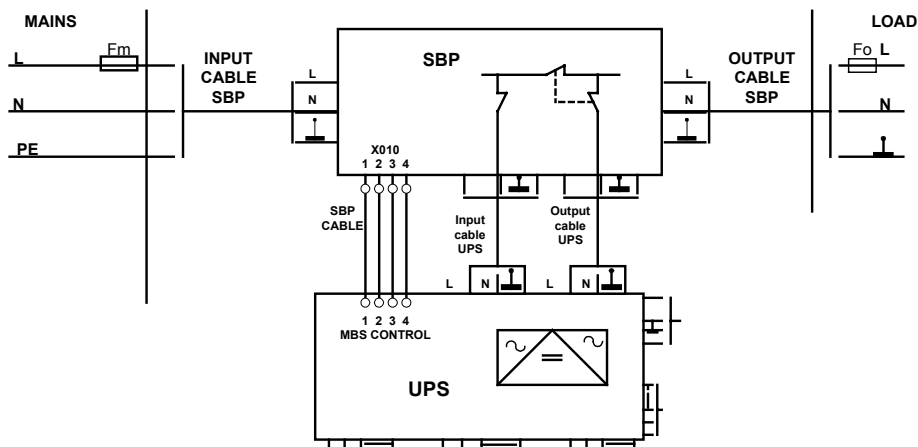 MAINS
LOAD
Fm
Fo L
L
INPUT
CABLE
SBP
SBP
OUTPUT
CABLE
SBP
L
L
N
N
N
N
PE
X010
1 2 3 4
SBP
CABLE
Input
cable
UPS
Output
cable
UPS
L N
L N
1 2 3 4
MBS CONTROL
UPS